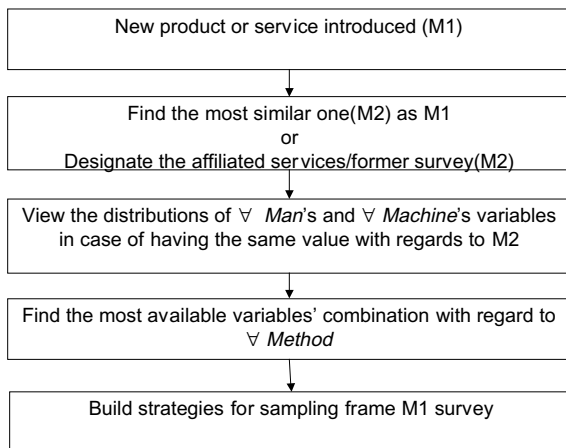 New product or service introduced (M1)
Find the most similar one(M2) as M1
or
Designate the affiliated services/former survey(M2)
View the distributions of ∀ Man's and ∀ Machine's variables
in case of having the same value with regards to M2
Find the most available variables' combination with regard to
∀ Method
Build strategies for sampling frame M1 survey